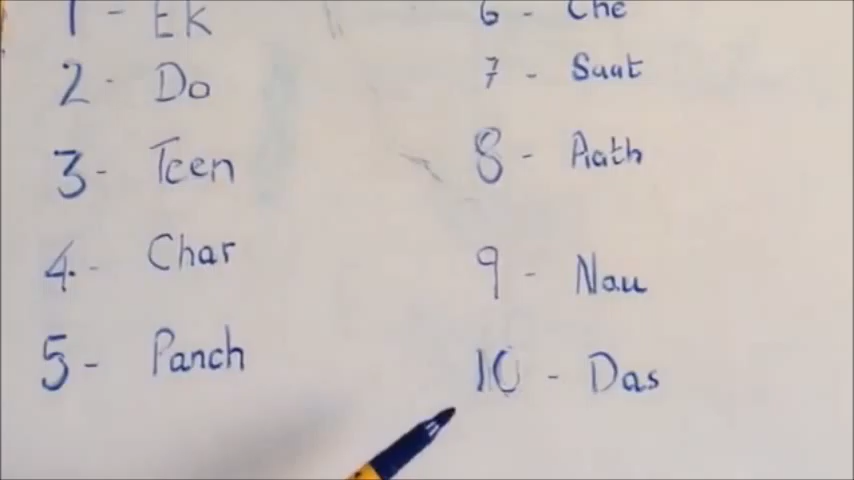 1 - Ek
2 - Do
3 - Teen
4 - Char
5 - Panch
6 - Che
7 - Saat
8 - Aath
9 - Nau
10 - Das